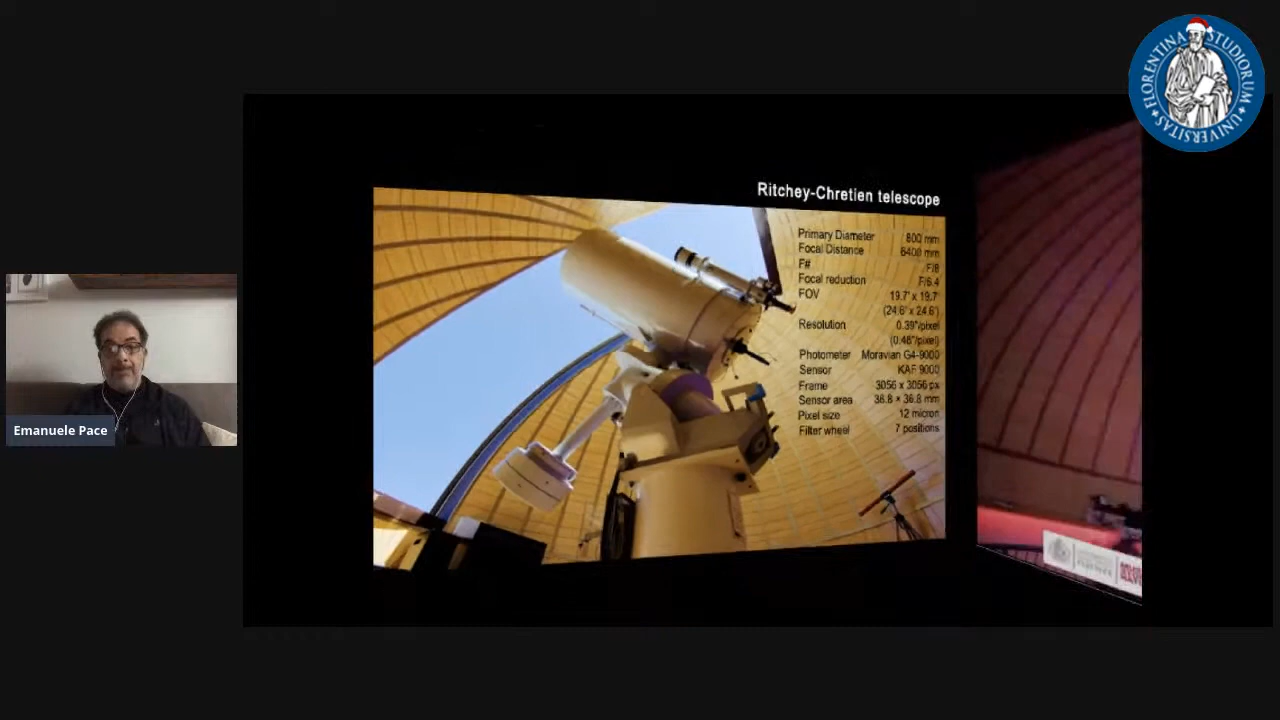 FLORENTINA STUDIORUM UNIVERSITAS
Ritchey-Chretien telescope
Primary Diameter 800 mm
Focal Distance 6400 mm
F# F/8
Focal reduction F/6.4
FOV 19.7' x 19.7'
(24.6' x 24.6')
Resolution 0.39"/pixel
(0.48"/pixel)
Photometer Moravian G4-9000
Sensor KAF 9000
Frame 3056 x 3056 px
Sensor area 36.8 × 36.8 mm
Pixel size 12 micron
Filter wheel 7 positions
Emanuele Pace